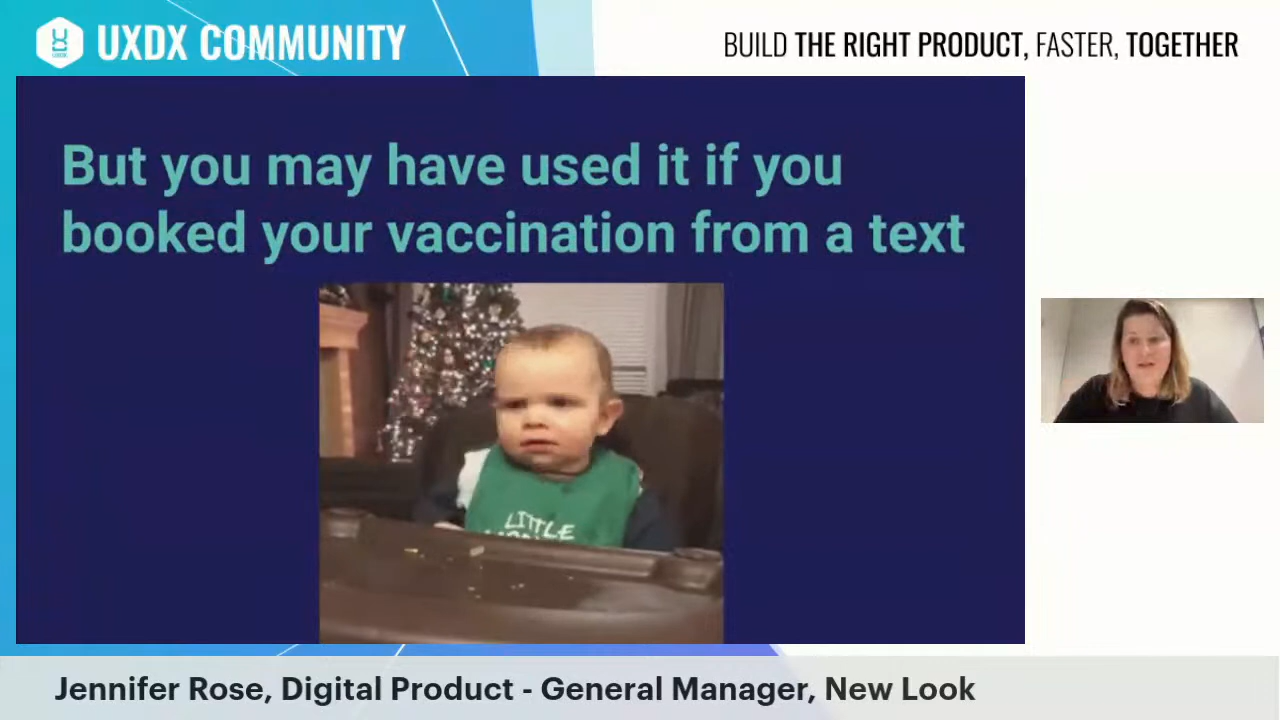 UXDX COMMUNITY
BUILD THE RIGHT PRODUCT, FASTER, TOGETHER
But you may have used it if you
booked your vaccination from a text
LITTLE
Jennifer Rose, Digital Product - General Manager, New Look